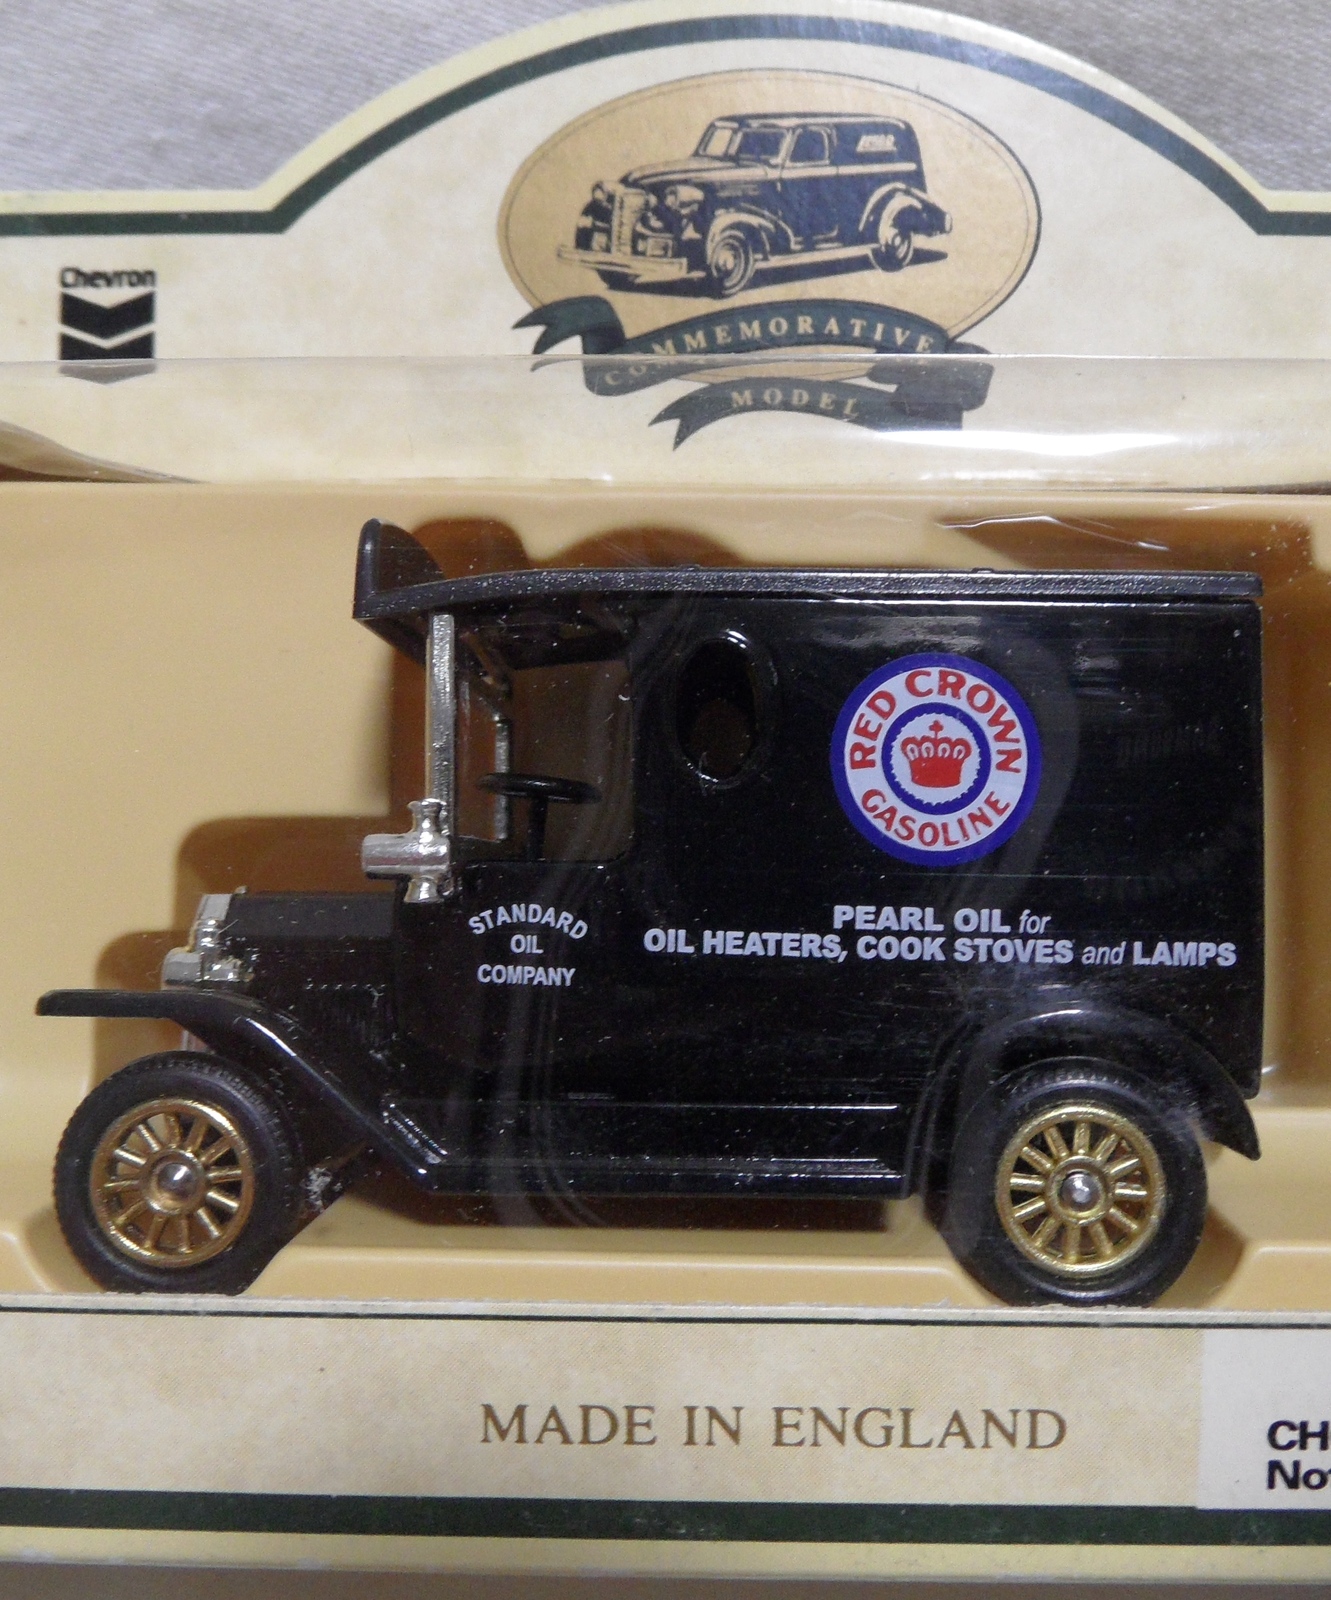 Chevron
COMMEMORATIVE
MODEL
RED CROWN
GASOLINE
STANDARD
OIL
COMPANY
PEARL OIL for
OIL HEATERS, COOK STOVES and LAMPS
MADE IN ENGLAND